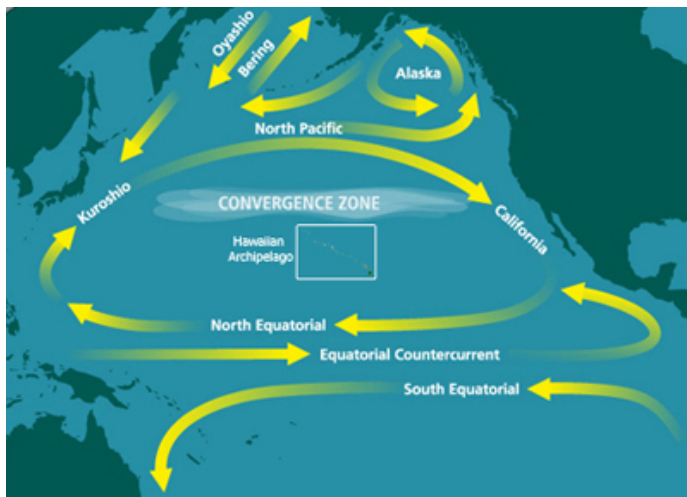 Oyashio
Bering
Alaska
North Pacific
Kuroshio
CONVERGENCE ZONE
California
Hawaiian
Archipelago
North Equatorial
Equatorial Countercurrent
South Equatorial